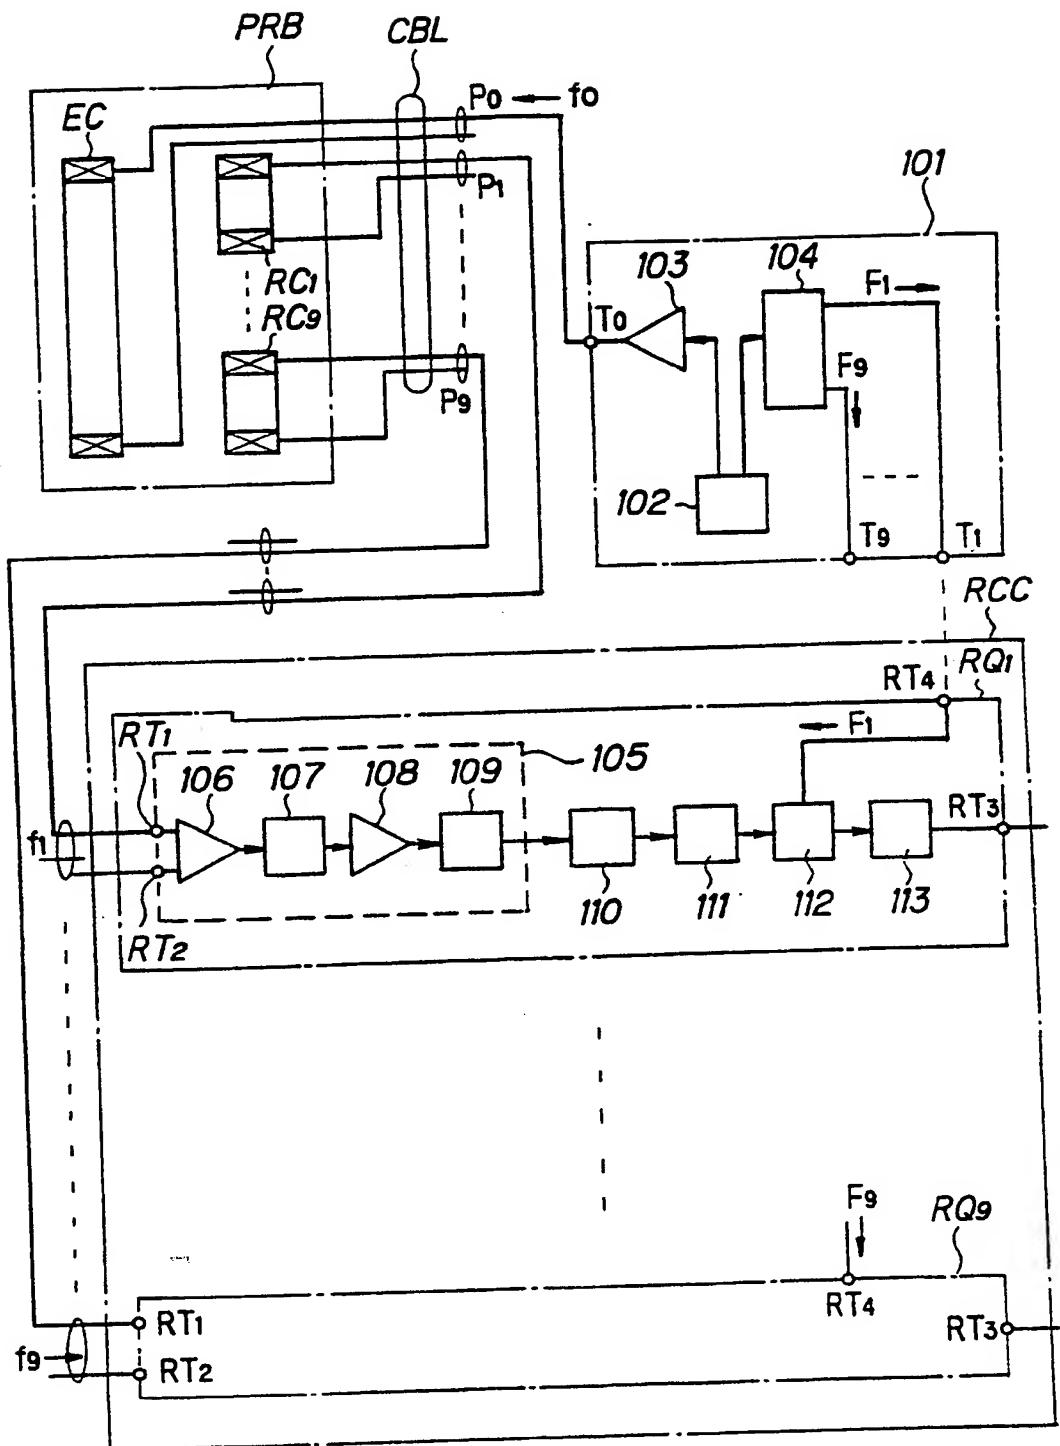 PRB
CBL
EC
P0
f0
P1
RC1
RC9
P9
101
103
104
F1
T0
F9
102
T9
T1
RCC
RQ1
RT4
F1
RT1
106
107
108
109
105
RT3
f1
RT2
110
111
112
113
F9
RQ9
RT4
RT1
RT3
f9
RT2